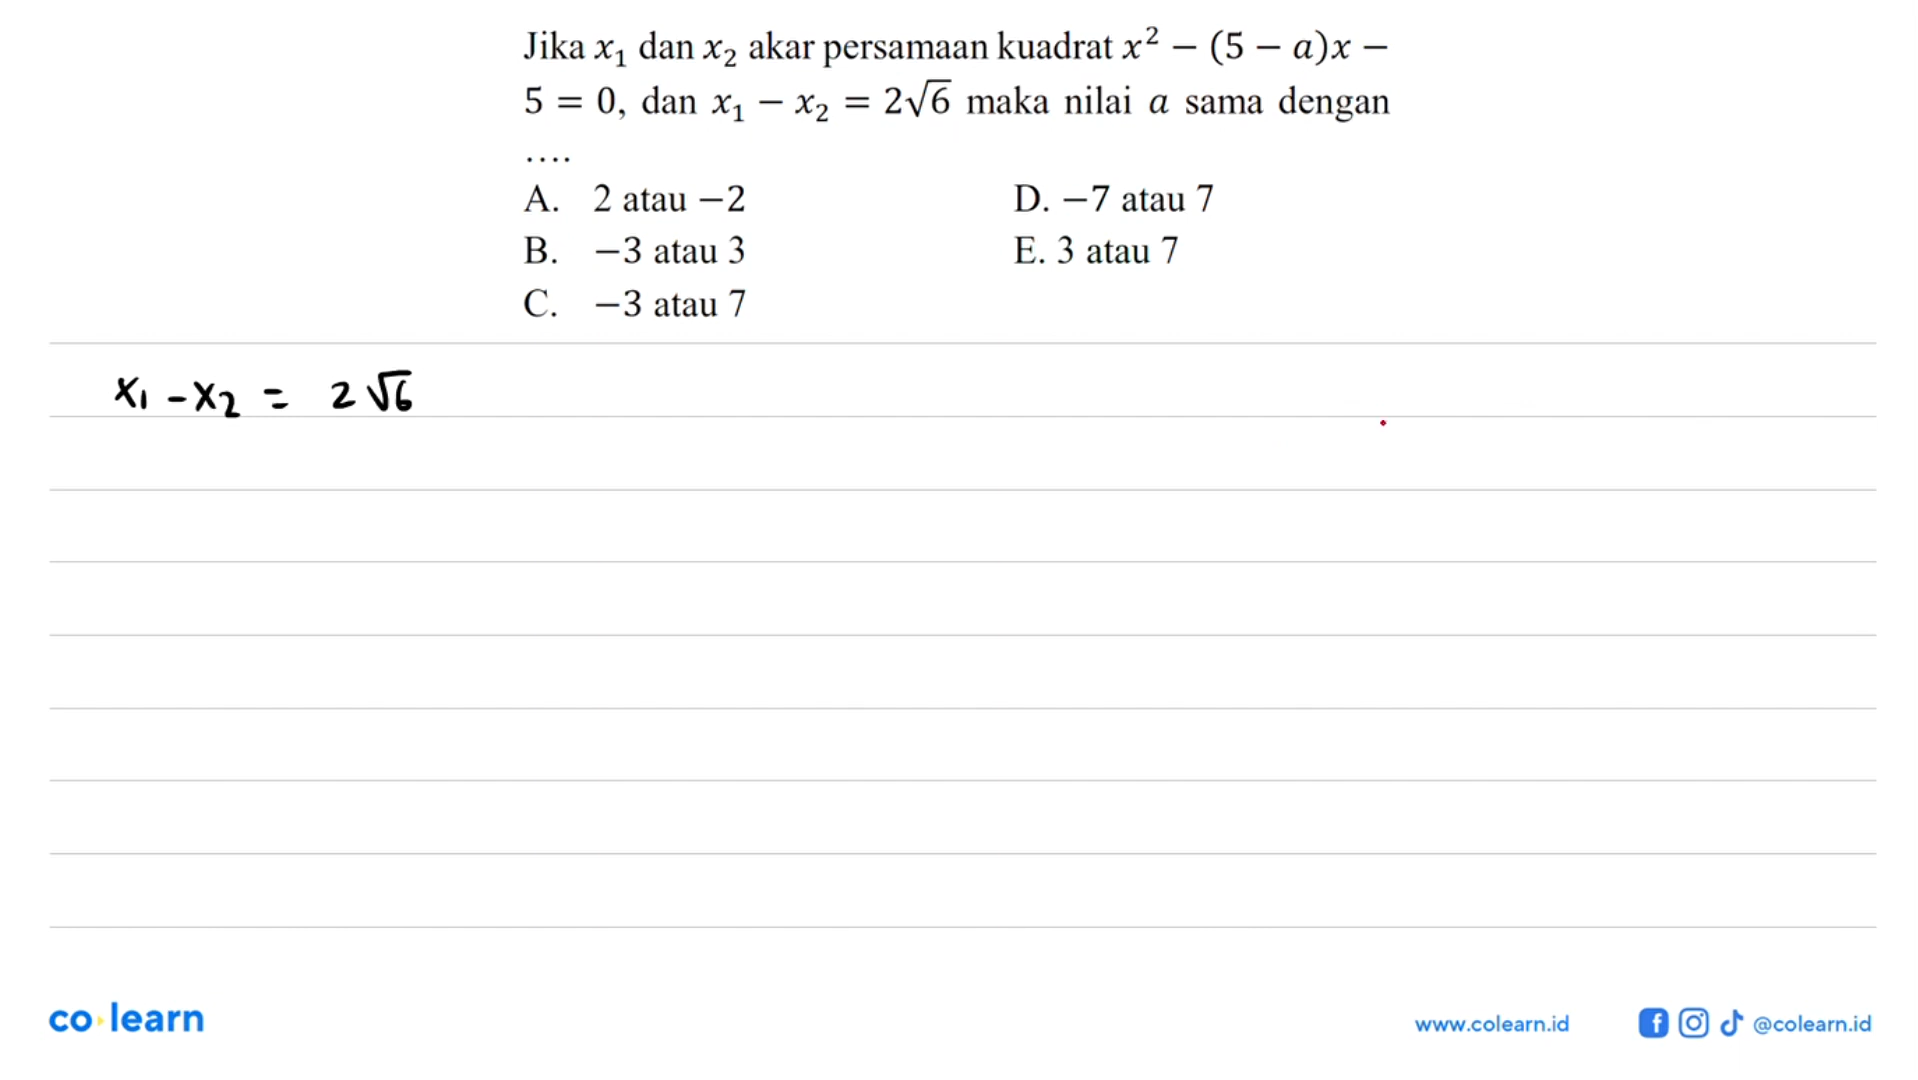 Jika x₁ dan x₂ akar persamaan kuadrat x² − (5 − a)x −
5 = 0, dan x₁ − x₂ = 2√6 maka nilai a sama dengan
....
A. 2 atau −2
D. −7 atau 7
B. −3 atau 3
E. 3 atau 7
C. −3 atau 7
x₁ - x₂ = 2√6
co learn
www.colearn.id
@colearn.id